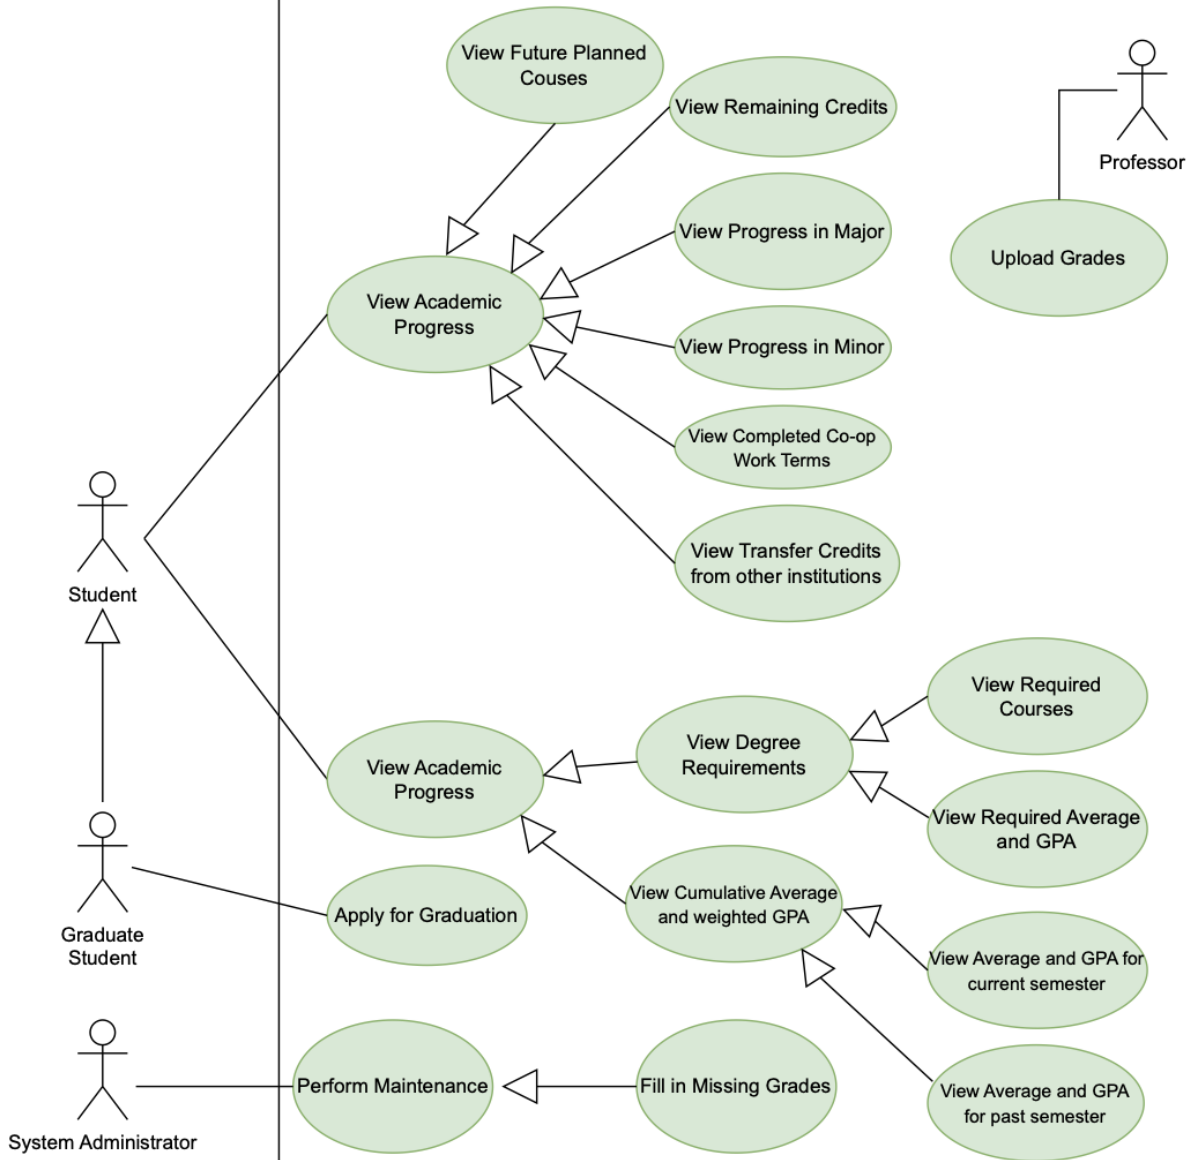 View Future Planned
Couses
View Remaining Credits
Professor
View Progress in Major
Upload Grades
View Academic
Progress
View Progress in Minor
View Completed Co-op
Work Terms
View Transfer Credits
from other institutions
Student
View Required
Courses
View Degree
Requirements
View Academic
Progress
View Required Average
and GPA
View Cumulative Average
and weighted GPA
Apply for Graduation
Graduate
Student
View Average and GPA for
current semester
Perform Maintenance
Fill in Missing Grades
View Average and GPA
for past semester
System Administrator